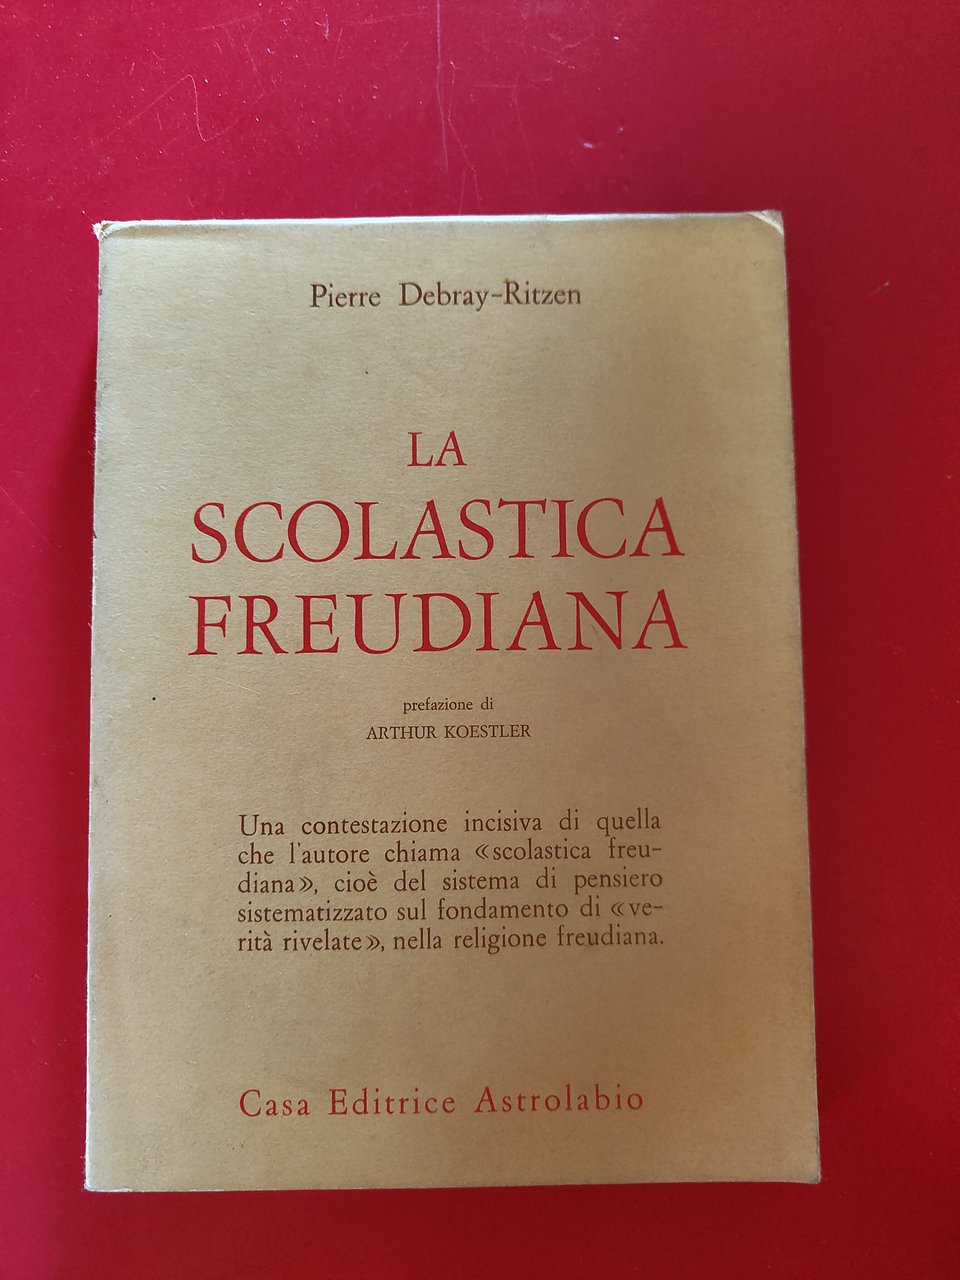 Pierre Debray-Ritzen
LA
SCOLASTICA
FREUDIANA
prefazione di
ARTHUR KOESTLER
Una contestazione incisiva di quella
che l'autore chiama «scolastica freu-
diana», cioè del sistema di pensiero
sistematizzato sul fondamento di «ve-
rità rivelate», nella religione freudiana.
Casa Editrice Astrolabio